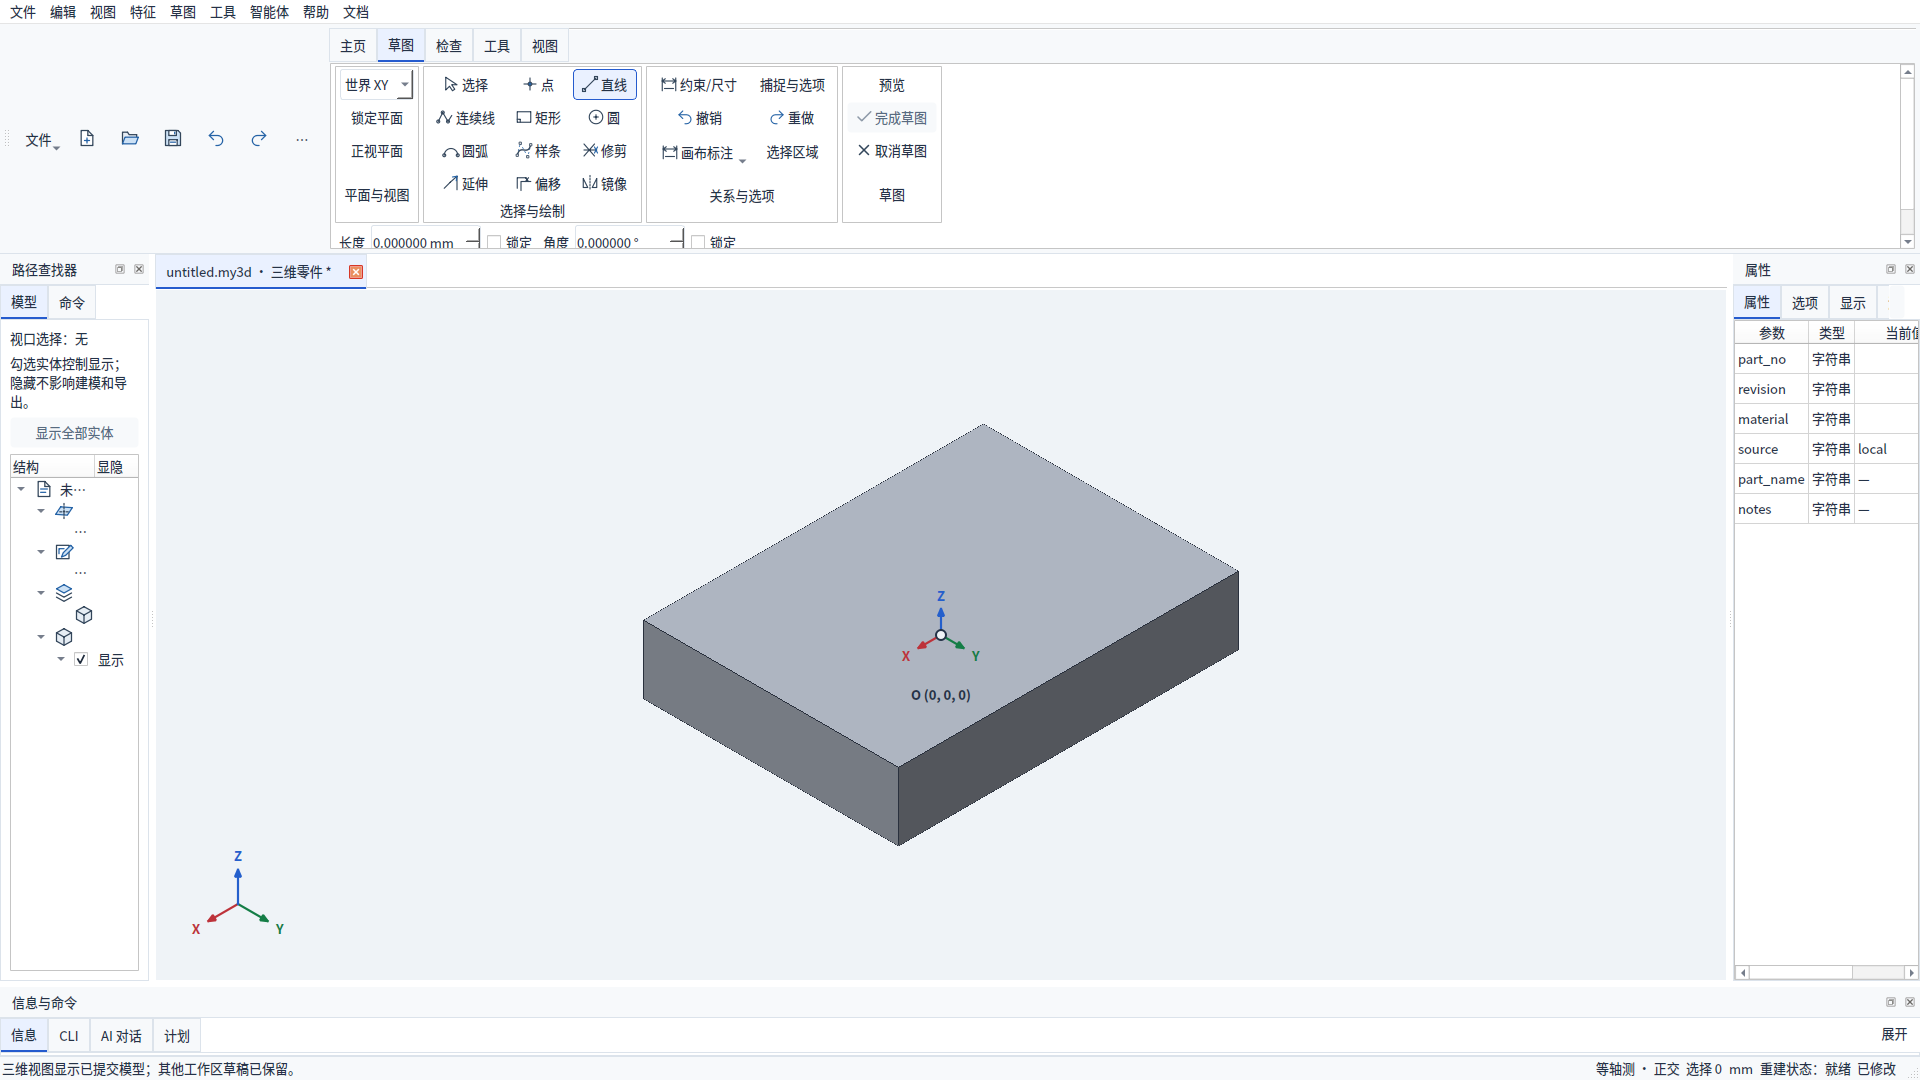 文件 编辑 视图 特征 草图 工具 智能体 帮助 文档
主页 草图 检查 工具 视图
文件
世界 XY
锁定平面
正视平面
平面与视图
选择 点 直线
连续线 矩形 圆
圆弧 样条 修剪
延伸 偏移 镜像
选择与绘制
约束/尺寸 捕捉与选项
撤销 重做
画布标注 选择区域
关系与选项
预览
完成草图
取消草图
草图
长度 0.000000 mm 锁定 角度 0.000000 ° 锁定
路径查找器
模型 命令
视口选择：无
勾选实体控制显示；
隐藏不影响建模和导
出。
显示全部实体
结构 显隐
未…
…
…
显示
untitled.my3d · 三维零件 *
Z
X
Y
O (0, 0, 0)
Z
X
Y
属性
属性 选项 显示
参数 类型 当前
part_no 字符串
revision 字符串
material 字符串
source 字符串 local
part_name 字符串 —
notes 字符串 —
信息与命令
信息 CLI AI 对话 计划
展开
三维视图显示已提交模型；其他工作区草稿已保留。
等轴测 · 正交 选择 0 mm 重建状态：就绪 已修改